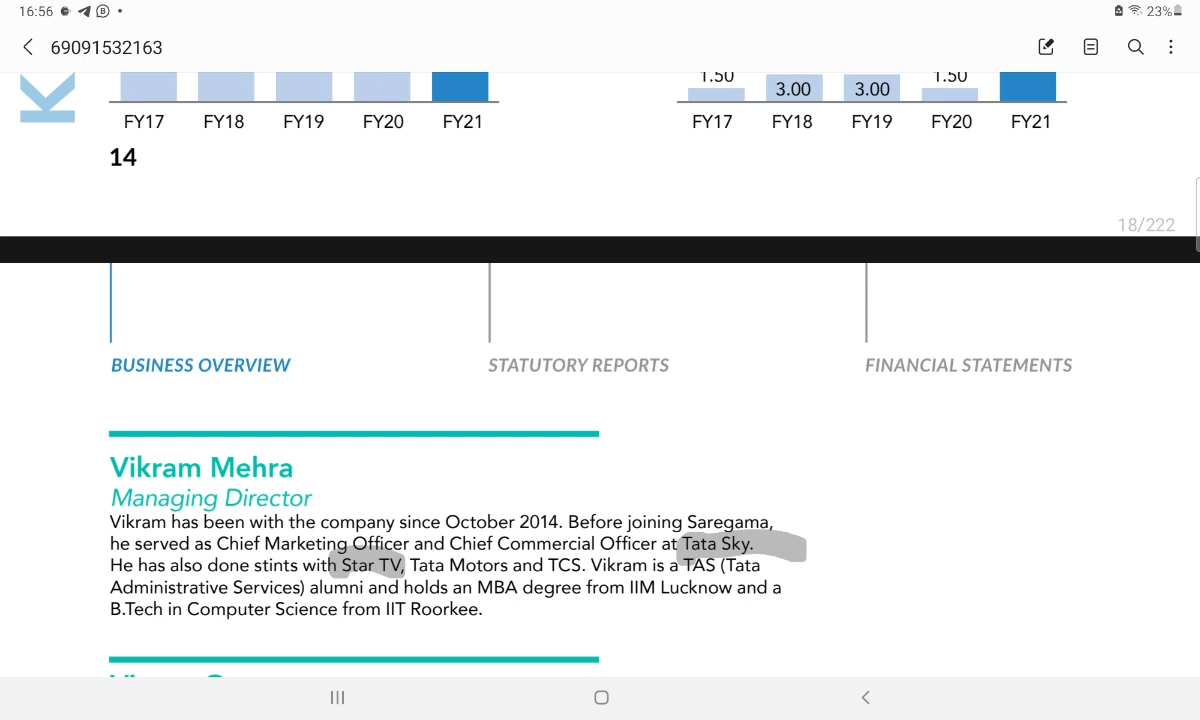 16:56
23%
69091532163
K
1.50 3.00 3.00 1.50
FY17 FY18 FY19 FY20 FY21
FY17 FY18 FY19 FY20 FY21
14
18/222
BUSINESS OVERVIEW
STATUTORY REPORTS
FINANCIAL STATEMENTS
Vikram Mehra
Managing Director
Vikram has been with the company since October 2014. Before joining Saregama,
he served as Chief Marketing Officer and Chief Commercial Officer at Tata Sky.
He has also done stints with Star TV, Tata Motors and TCS. Vikram is a TAS (Tata
Administrative Services) alumni and holds an MBA degree from IIM Lucknow and a
B.Tech in Computer Science from IIT Roorkee.